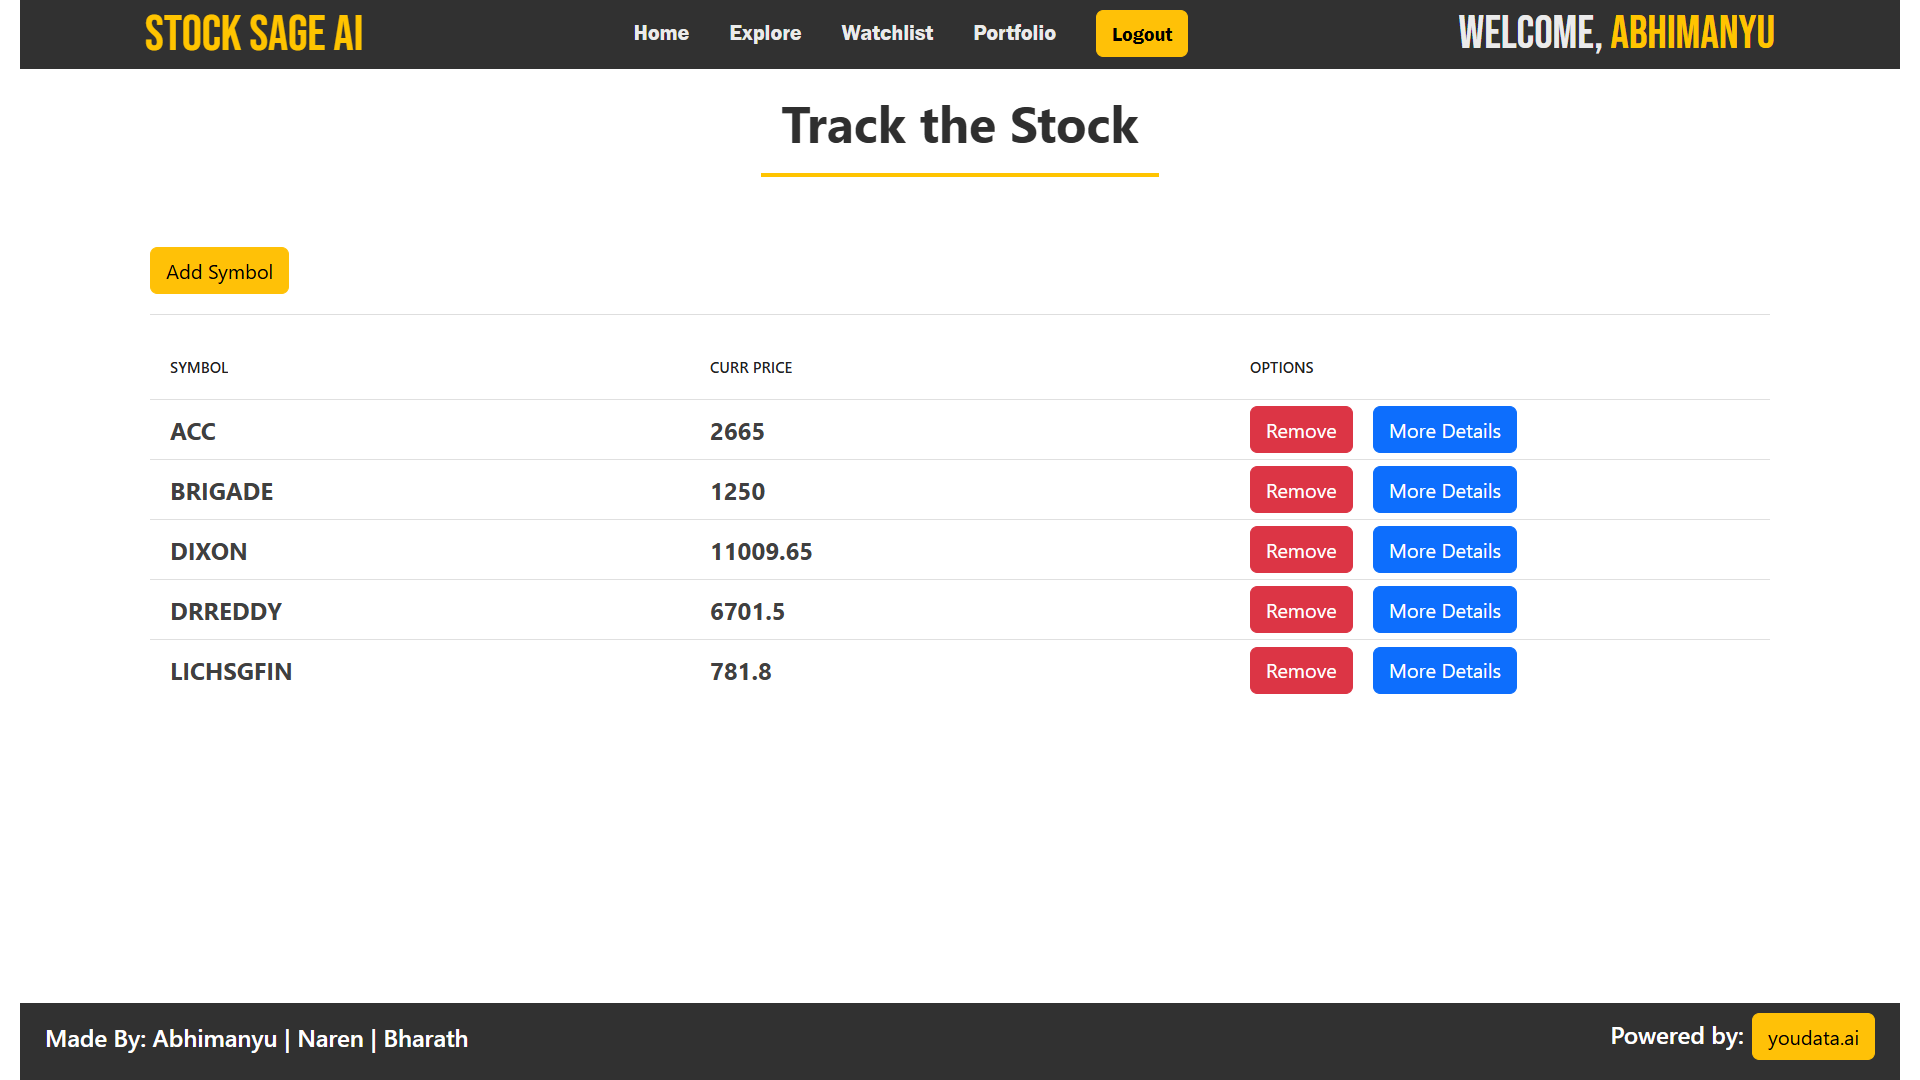 STOCK SAGE AI Home Explore Watchlist Portfolio Logout WELCOME, ABHIMANYU
Track the Stock
Add Symbol
SYMBOL CURR PRICE OPTIONS
ACC 2665 Remove More Details
BRIGADE 1250 Remove More Details
DIXON 11009.65 Remove More Details
DRREDDY 6701.5 Remove More Details
LICHSGFIN 781.8 Remove More Details
Made By: Abhimanyu | Naren | Bharath Powered by: youdata.ai